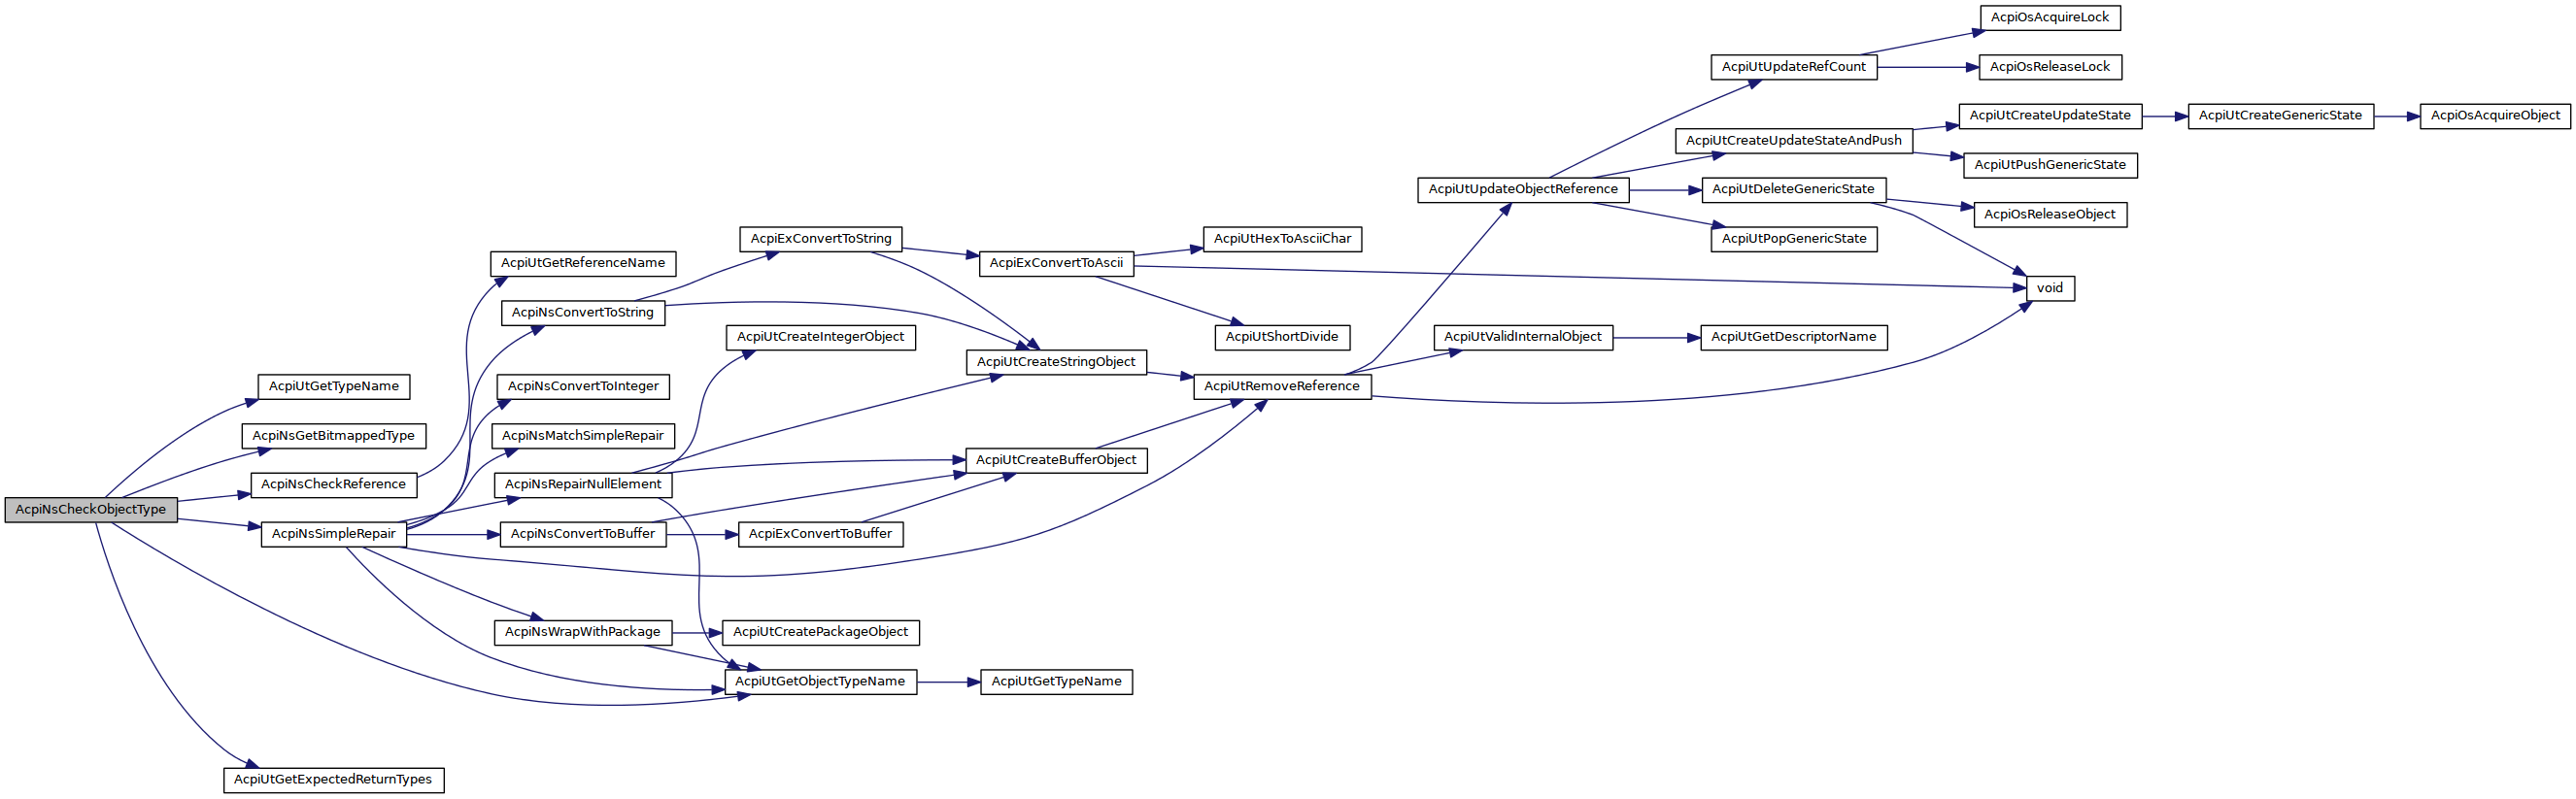 AcpiOsAcquireLock
AcpiUtUpdateRefCount
AcpiOsReleaseLock
AcpiUtCreateUpdateState
AcpiUtCreateGenericState
AcpiOsAcquireObject
AcpiUtCreateUpdateStateAndPush
AcpiUtPushGenericState
AcpiUtUpdateObjectReference
AcpiUtDeleteGenericState
AcpiOsReleaseObject
AcpiExConvertToString
AcpiUtHexToAsciiChar
AcpiUtPopGenericState
AcpiUtGetReferenceName
AcpiExConvertToAscii
void
AcpiNsConvertToString
AcpiUtCreateIntegerObject
AcpiUtShortDivide
AcpiUtValidInternalObject
AcpiUtGetDescriptorName
AcpiUtCreateStringObject
AcpiUtGetTypeName
AcpiNsConvertToInteger
AcpiUtRemoveReference
AcpiNsGetBitmappedType
AcpiNsMatchSimpleRepair
AcpiUtCreateBufferObject
AcpiNsCheckReference
AcpiNsRepairNullElement
AcpiNsCheckObjectType
AcpiNsSimpleRepair
AcpiNsConvertToBuffer
AcpiExConvertToBuffer
AcpiNsWrapWithPackage
AcpiUtCreatePackageObject
AcpiUtGetObjectTypeName
AcpiUtGetTypeName
AcpiUtGetExpectedReturnTypes